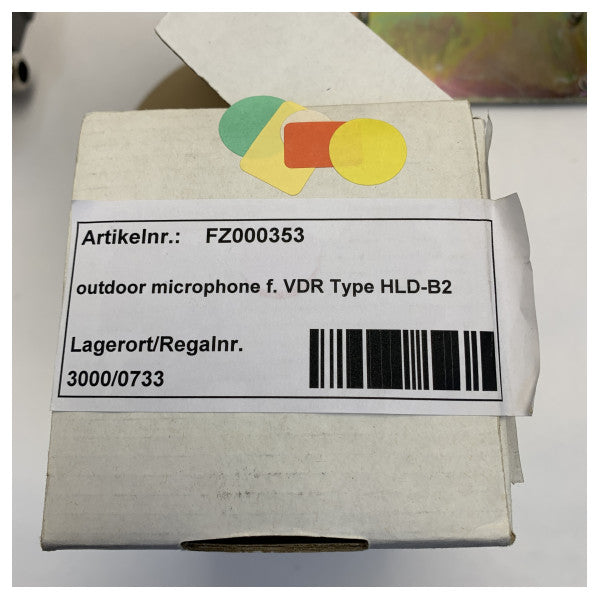 Artikelnr.: FZ000353
outdoor microphone f. VDR Type HLD-B2
Lagerort/Regalnr.
3000/0733